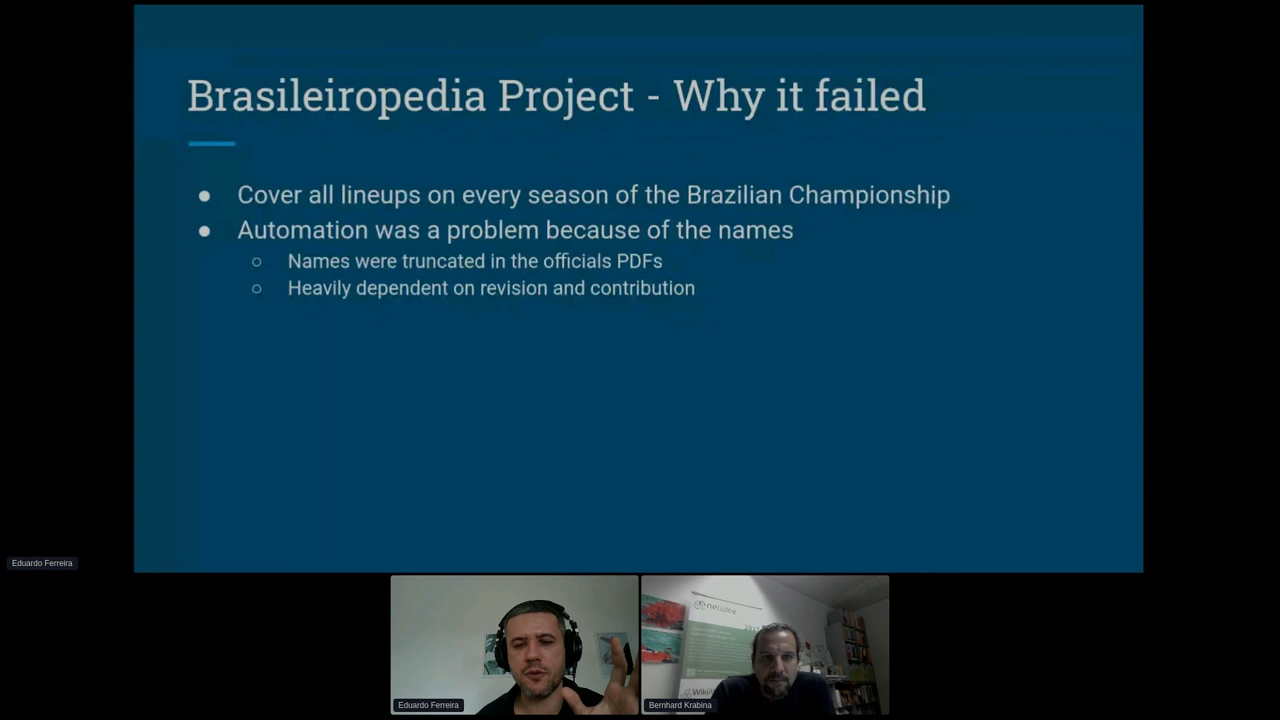 Brasileiropedia Project - Why it failed
● Cover all lineups on every season of the Brazilian Championship
● Automation was a problem because of the names
○ Names were truncated in the officials PDFs
○ Heavily dependent on revision and contribution
Eduardo Ferreira
netidee
Eduardo Ferreira
Bernhard Krabina